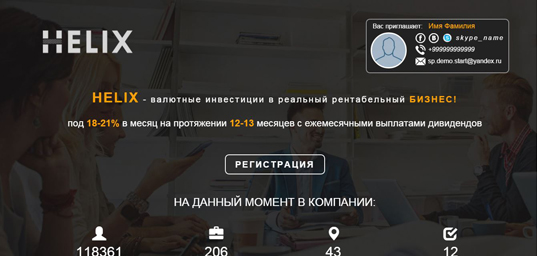 HELIX
Вас приглашает: Имя Фамилия
skype_name
+999999999999
sp.demo.start@yandex.ru
HELIX - валютные инвестиции в реальный рентабельный БИЗНЕС!
под 18-21% в месяц на протяжении 12-13 месяцев с ежемесячными выплатами дивидендов
РЕГИСТРАЦИЯ
НА ДАННЫЙ МОМЕНТ В КОМПАНИИ:
118361 206 43 12